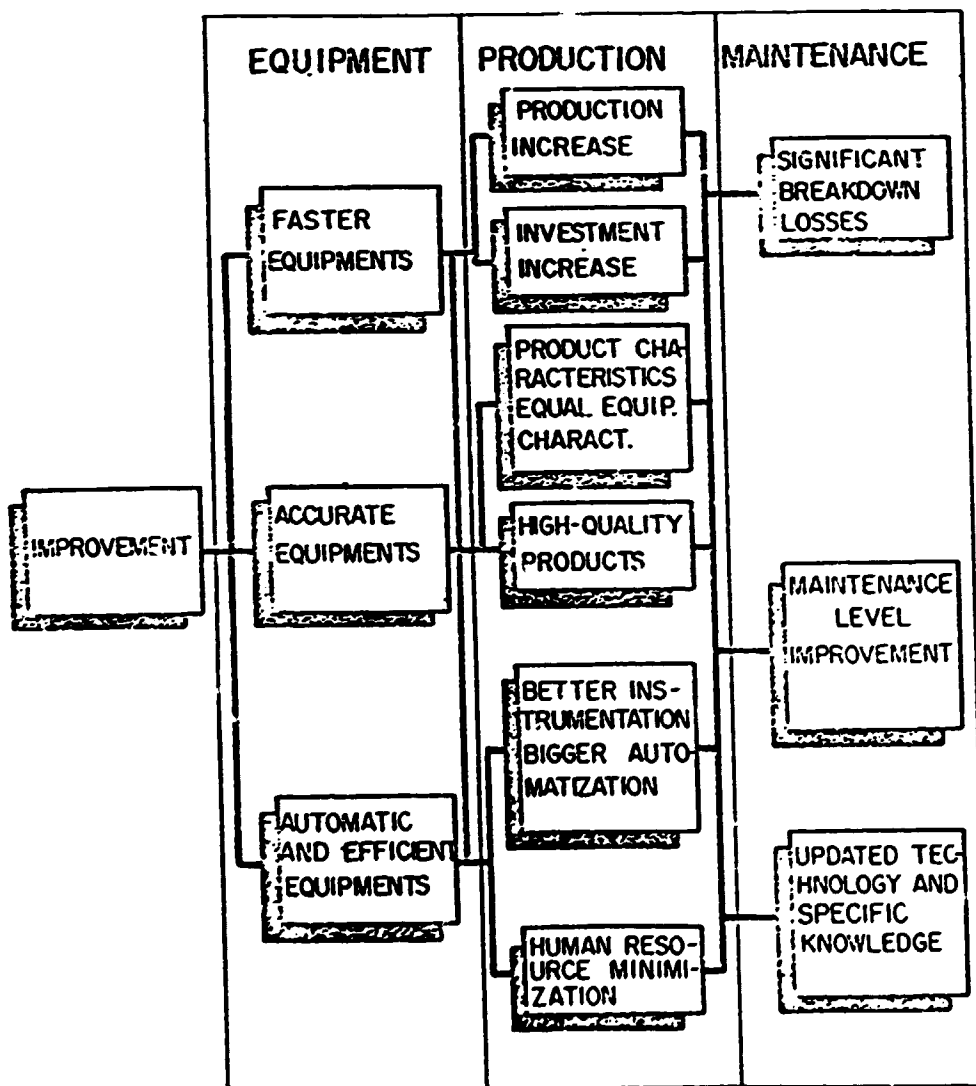 EQUIPMENT
PRODUCTION
MAINTENANCE
IMPROVEMENT
FASTER
EQUIPMENTS
ACCURATE
EQUIPMENTS
AUTOMATIC
AND EFFICIENT
EQUIPMENTS
PRODUCTION
INCREASE
INVESTMENT
INCREASE
PRODUCT CHA-
RACTERISTICS
EQUAL EQUIP.
CHARACT.
HIGH-QUALITY
PRODUCTS
BETTER INS-
TRUMENTATION
BIGGER AUTO-
MATIZATION
HUMAN RESO-
URCE MINIMI-
ZATION
SIGNIFICANT
BREAKDOWN
LOSSES
MAINTENANCE
LEVEL
IMPROVEMENT
UPDATED TEC-
HNOLOGY AND
SPECIFIC
KNOWLEDGE